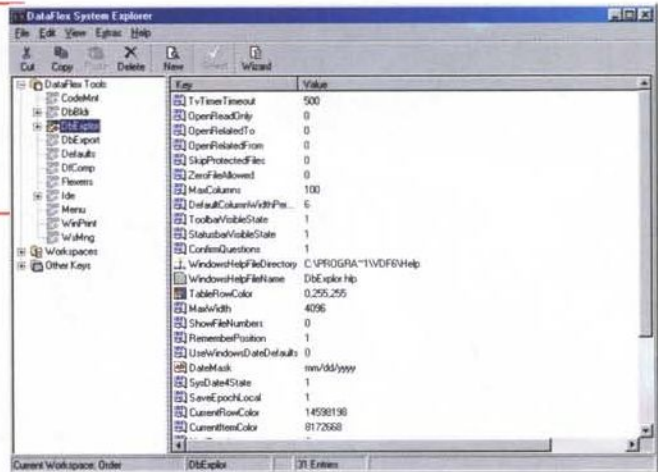 DataFlex System Explorer
File Edit View Extras Help
Cut Copy Paste Delete New Select Wizard
DataFlex Tools
CodeMnt
DbBldr
DbExplor
DbExport
Defaults
DfComp
Flexerrs
Ide
Menu
WinPrint
WsMng
Workspaces
Other Keys
Key Value
TvTimerTimeout 500
OpenReadOnly 0
OpenRelatedTo 0
OpenRelatedFrom 0
SkipProtectedFiles 0
ZeroFileAllowed 0
MaxColumns 100
DefaultColumnWidthPer... 6
ToolbarVisibleState 1
StatusbarVisibleState 1
ConfirmQuestions 1
WindowsHelpFileDirectory C:\PROGRA~1\VDF6\Help
WindowsHelpFileName DbExplor.hlp
TableRowColor 0,255,255
MaxWidth 4096
ShowFileNumbers 0
RememberPosition 1
UseWindowsDateDefaults 0
DateMask mm/dd/yyyy
SysDate4State 1
SaveEpochLocal 1
CurrentRowColor 14598198
CurrentItemColor 8172668
Current Workspace: Order DbExplor 31 Entries